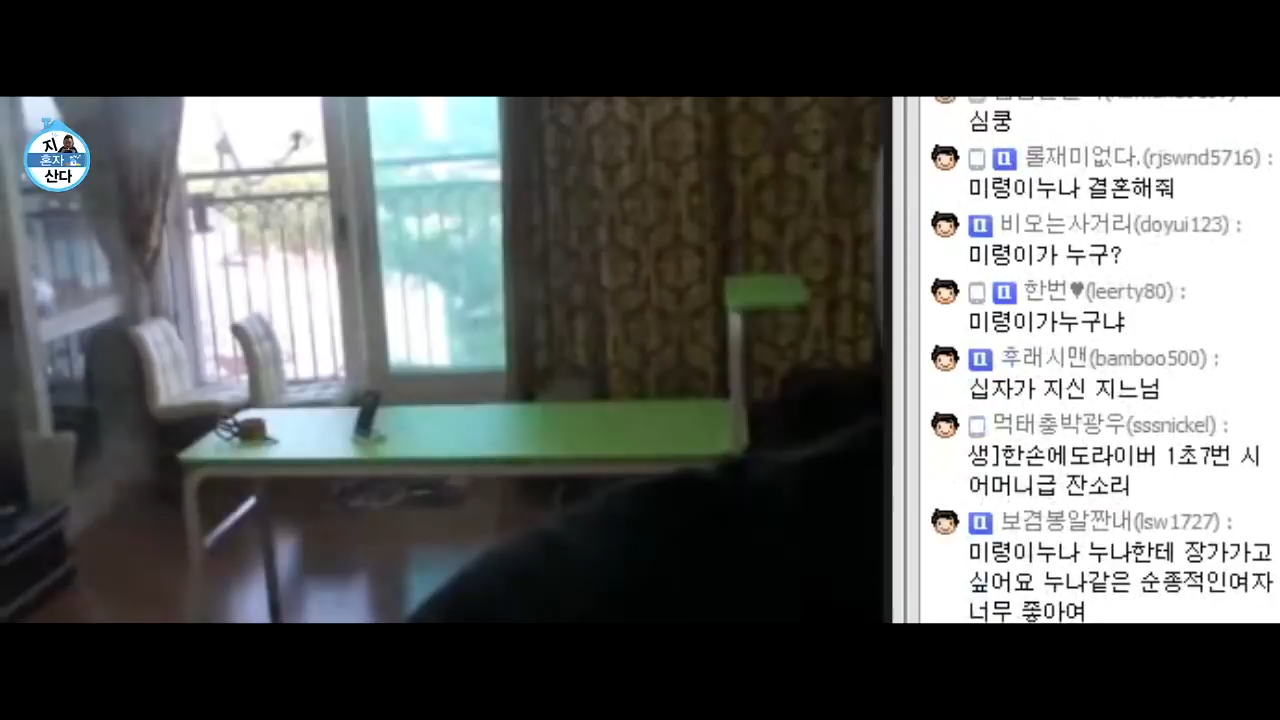 지
혼자
산다
심쿵
롤재미없다.(rjswnd5716) :
미령이누나 결혼해줘
비오는사거리(doyui123) :
미령이가 누구?
한번♥(leerty80) :
미령이가누구냐
후래시맨(bamboo500) :
십자가 지신 지느님
먹태충박광우(sssnickel) :
생]한손에도라이버 1초7번 시
어머니급 잔소리
보겸봉알짠내(lsw1727) :
미령이누나 누나한테 장가가고
싶어요 누나같은 순종적인여자
너무 좋아여